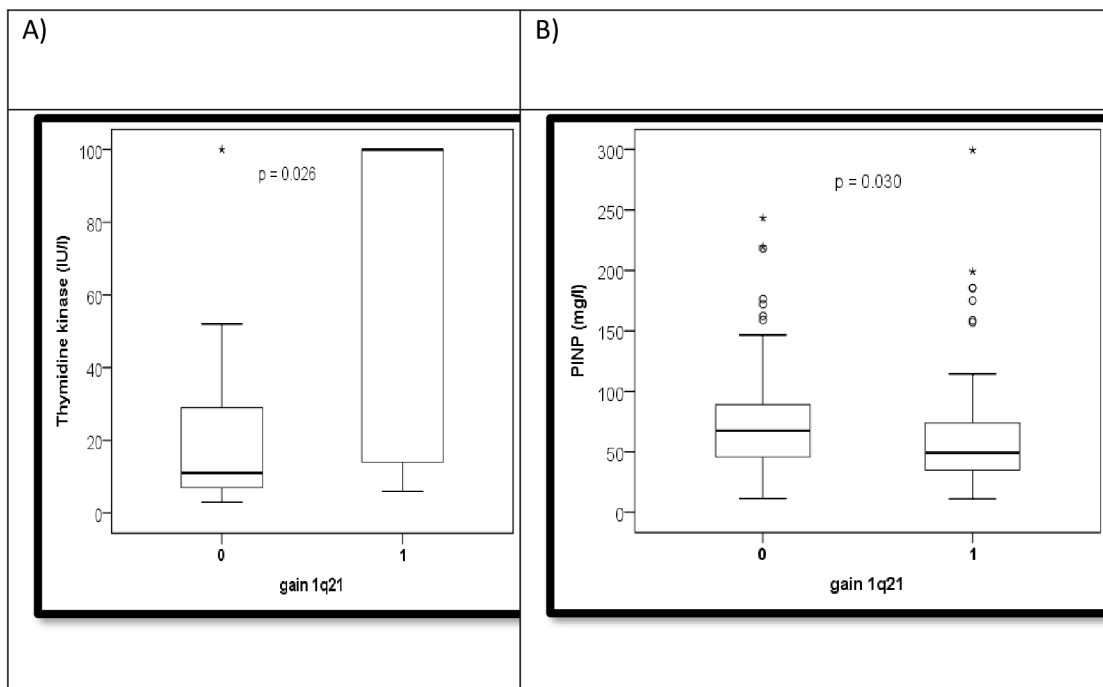 A)
B)
Thymidine kinase (IU/l)
100
80
60
40
20
0
p = 0.026
0
1
gain 1q21
PINP (mg/l)
300
250
200
150
100
50
0
p = 0.030
0
1
gain 1q21